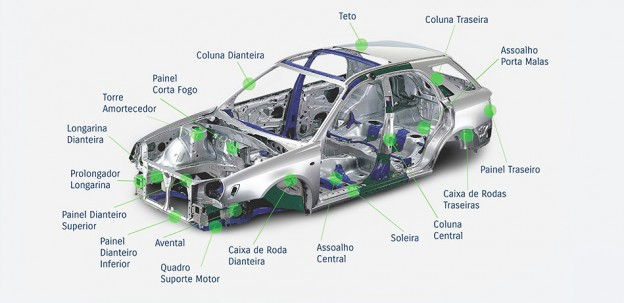 Teto
Coluna Traseira
Coluna Dianteira
Assoalho
Porta Malas
Painel
Corta Fogo
Torre
Amortecedor
Longarina
Dianteira
Prolongador
Longarina
Painel Traseiro
Painel Dianteiro
Superior
Caixa de Rodas
Traseiras
Painel
Dianteiro
Inferior
Avental
Coluna
Central
Quadro
Suporte Motor
Caixa de Roda
Dianteira
Assoalho
Central
Soleira